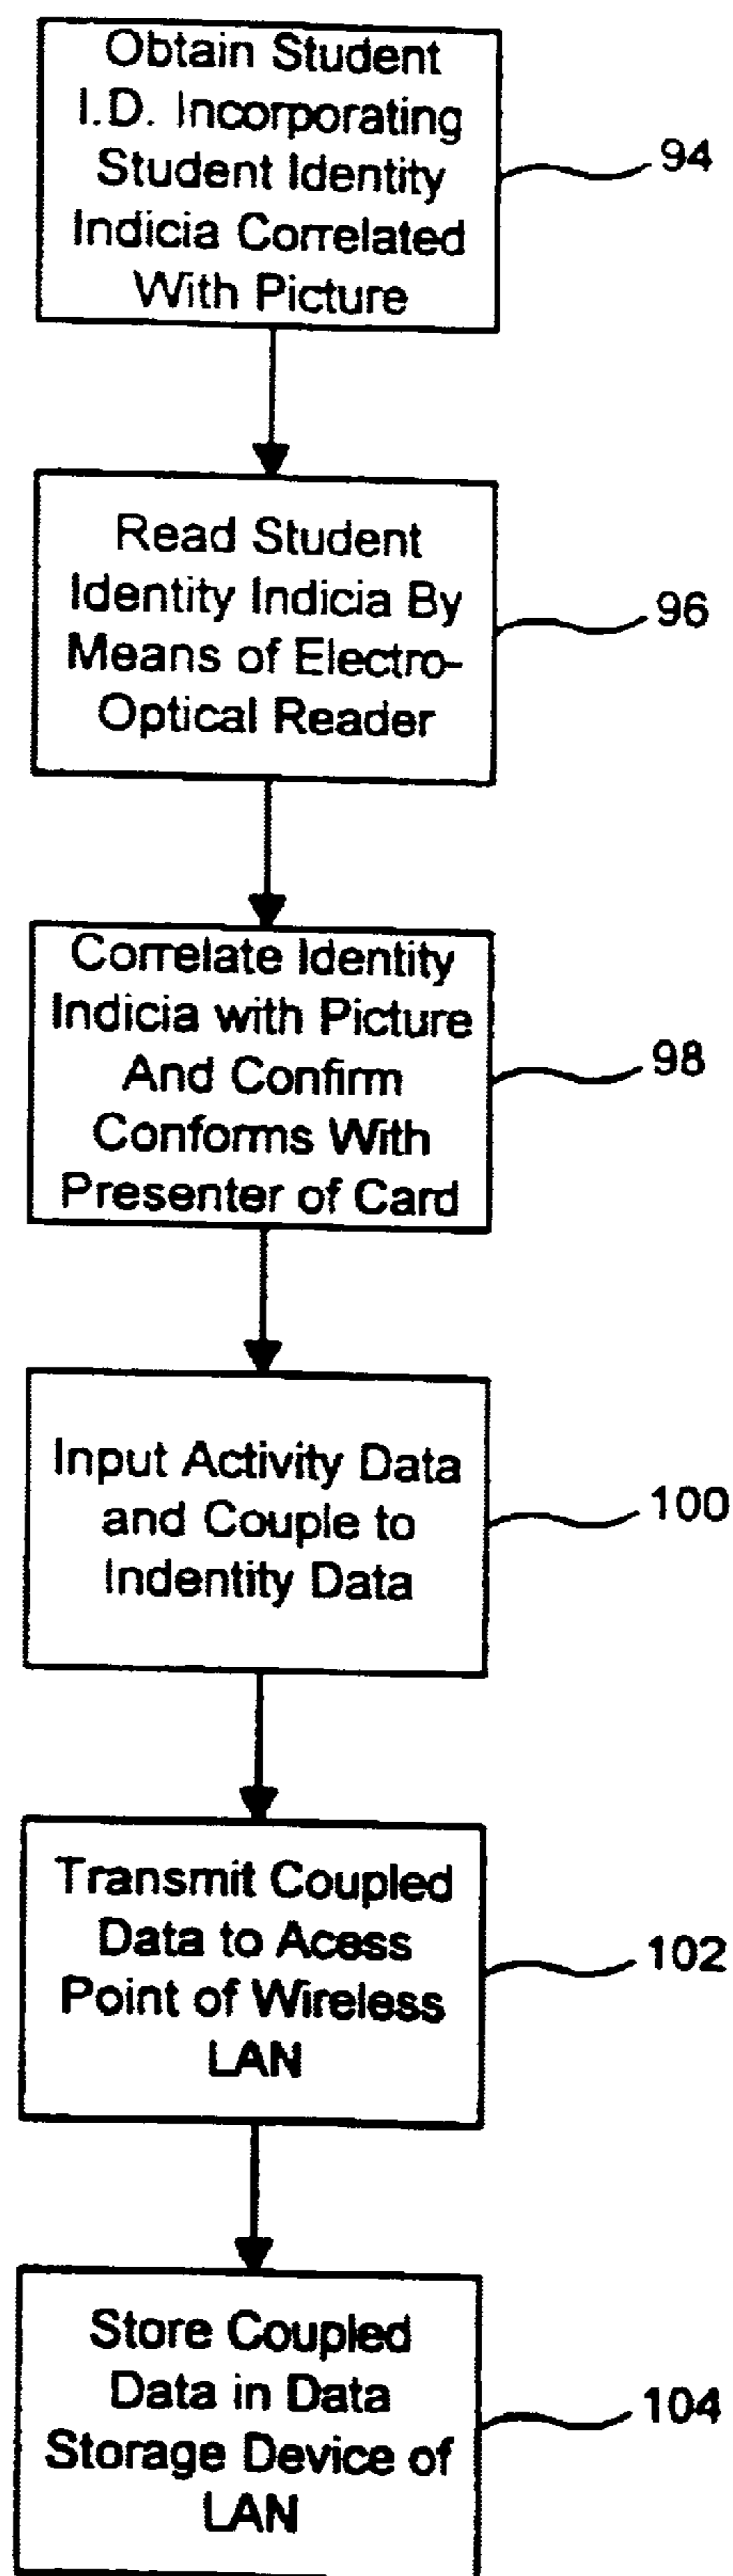 Obtain Student
I.D. Incorporating
Student Identity
Indicia Correlated
With Picture
94
Read Student
Identity Indicia By
Means of Electro-
Optical Reader
96
Correlate Identity
Indicia with Picture
And Confirm
Conforms With
Presenter of Card
98
Input Activity Data
and Couple to
Indentity Data
100
Transmit Coupled
Data to Acess
Point of Wireless
LAN
102
Store Coupled
Data in Data
Storage Device of
LAN
104